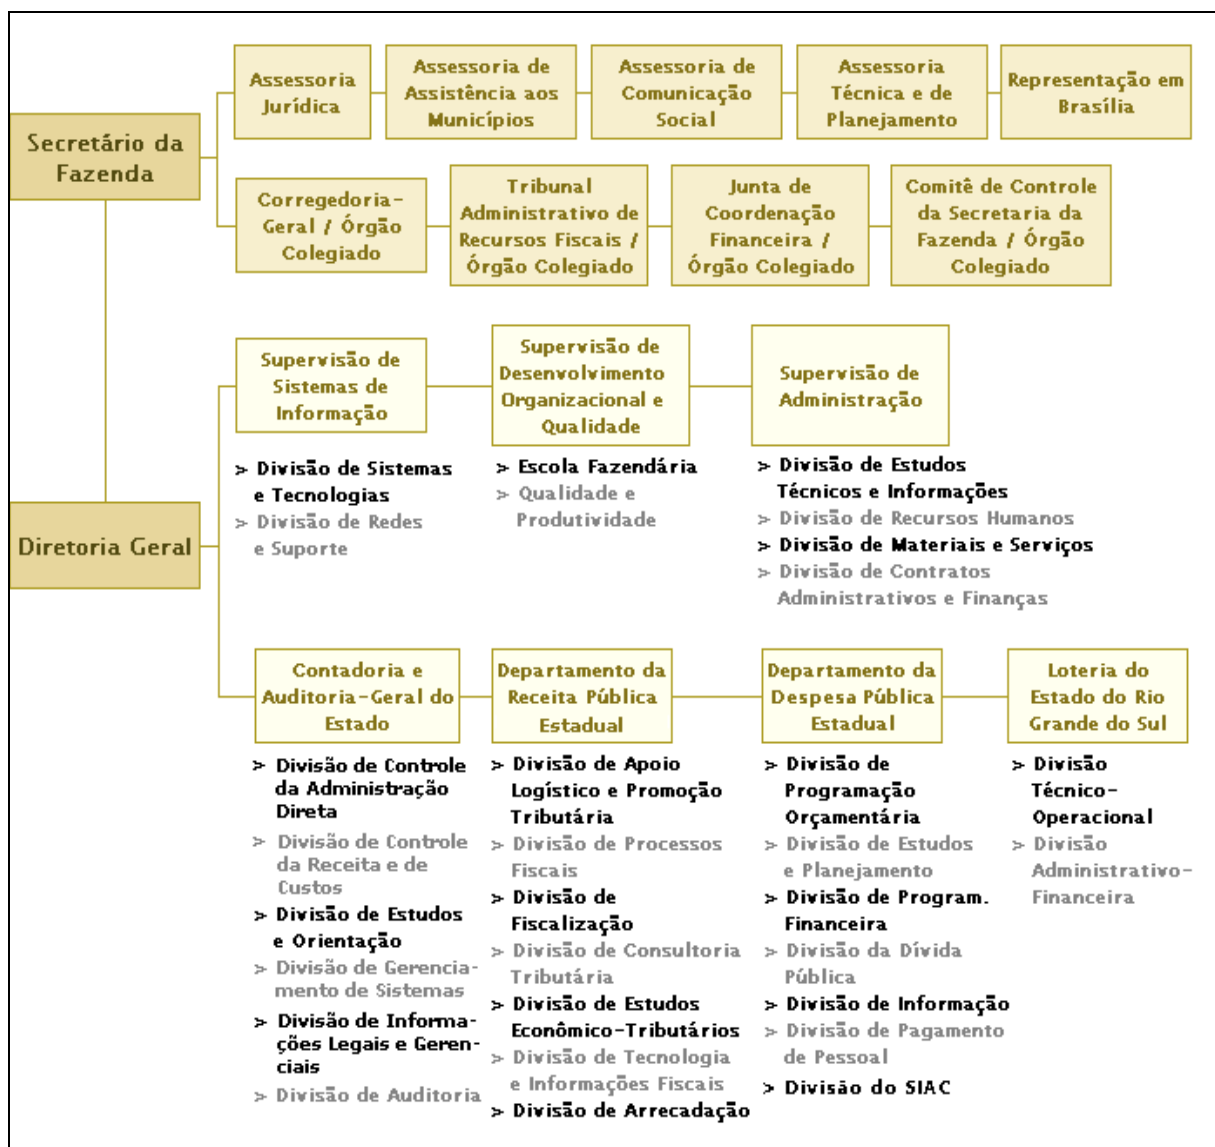 Secretário da
Fazenda
Assessoria
Jurídica
Assessoria de
Assistência aos
Municípios
Assessoria de
Comunicação
Social
Assessoria
Técnica e de
Planejamento
Representação em
Brasília
Corregedoria-
Geral / Órgão
Colegiado
Tribunal
Administrativo de
Recursos Fiscais /
Órgão Colegiado
Junta de
Coordenação
Financeira /
Órgão Colegiado
Comitê de Controle
da Secretaria da
Fazenda / Órgão
Colegiado
Diretoria Geral
Supervisão de
Sistemas de
Informação
> Divisão de Sistemas
e Tecnologias
> Divisão de Redes
e Suporte
Supervisão de
Desenvolvimento
Organizacional e
Qualidade
> Escola Fazendária
> Qualidade e
Produtividade
Supervisão de
Administração
> Divisão de Estudos
Técnicos e Informações
> Divisão de Recursos Humanos
> Divisão de Materiais e Serviços
> Divisão de Contratos
Administrativos e Finanças
Contadoria e
Auditoria-Geral do
Estado
> Divisão de Controle
da Administração
Direta
> Divisão de Controle
da Receita e de
Custos
> Divisão de Estudos
e Orientação
> Divisão de Gerencia-
mento de Sistemas
> Divisão de Informa-
ções Legais e Geren-
ciais
> Divisão de Auditoria
Departamento da
Receita Pública
Estadual
> Divisão de Apoio
Logístico e Promoção
Tributária
> Divisão de Processos
Fiscais
> Divisão de
Fiscalização
> Divisão de Consultoria
Tributária
> Divisão de Estudos
Econômico-Tributários
> Divisão de Tecnologia
e Informações Fiscais
> Divisão de Arrecadação
Departamento da
Despesa Pública
Estadual
> Divisão de
Programação
Orçamentária
> Divisão de Estudos
e Planejamento
> Divisão de Program.
Financeira
> Divisão da Dívida
Pública
> Divisão de Informação
> Divisão de Pagamento
de Pessoal
> Divisão do SIAC
Loteria do
Estado do Rio
Grande do Sul
> Divisão
Técnico-
Operacional
> Divisão
Administrativo-
Financeira